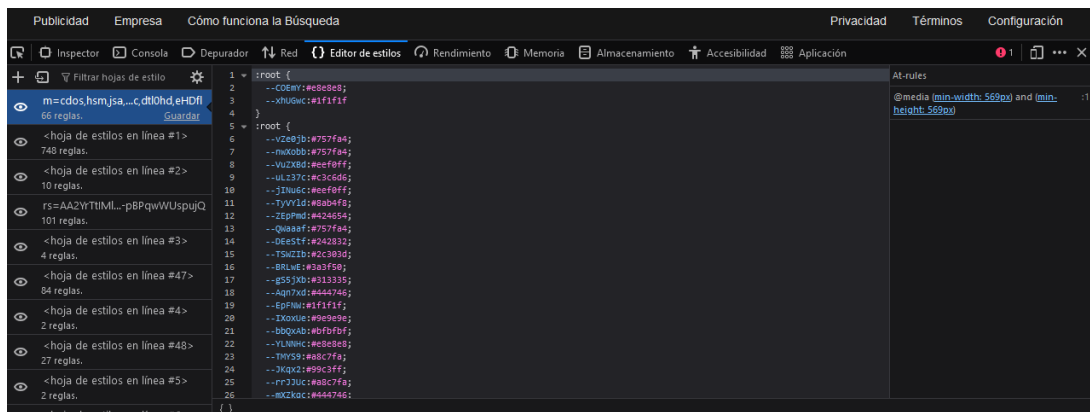 Publicidad Empresa Cómo funciona la Búsqueda Privacidad Términos Configuración
Inspector Consola Depurador Red {} Editor de estilos Rendimiento Memoria Almacenamiento Accesibilidad Aplicación 1
Filtrar hojas de estilo
m=cdos,hsm,jsa,...c,dtl0hd,eHDfl
66 reglas. Guardar
<hoja de estilos en línea #1>
748 reglas.
<hoja de estilos en línea #2>
10 reglas.
rs=AA2YrTtIMl...-pBPqwWUspujQ
101 reglas.
<hoja de estilos en línea #3>
4 reglas.
<hoja de estilos en línea #47>
84 reglas.
<hoja de estilos en línea #4>
2 reglas.
<hoja de estilos en línea #48>
27 reglas.
<hoja de estilos en línea #5>
2 reglas.
1 :root {
2 --COEmY:#e8e8e8;
3 --xhUGwc:#1f1f1f
4 }
5 :root {
6 --vZe0jb:#757fa4;
7 --nwXobb:#757fa4;
8 --VuZXBd:#eef0ff;
9 --uLz37c:#c3c6d6;
10 --jINu6c:#eef0ff;
11 --TyVYld:#8ab4f8;
12 --ZEpPmd:#424654;
13 --QWaaaf:#757fa4;
14 --DEeStf:#242832;
15 --TSWZIb:#2c303d;
16 --BRLwE:#3a3f50;
17 --gS5jXb:#313335;
18 --Aqn7xd:#444746;
19 --EpFNW:#1f1f1f;
20 --IXoxUe:#9e9e9e;
21 --bbQxAb:#bfbfbf;
22 --YLNNHc:#e8e8e8;
23 --TMYS9:#a8c7fa;
24 --JKqx2:#99c3ff;
25 --rrJJUc:#a8c7fa;
26 --mXZkqc:#444746;
{ }
At-rules
@media (min-width: 569px) and (min- :1
height: 569px)